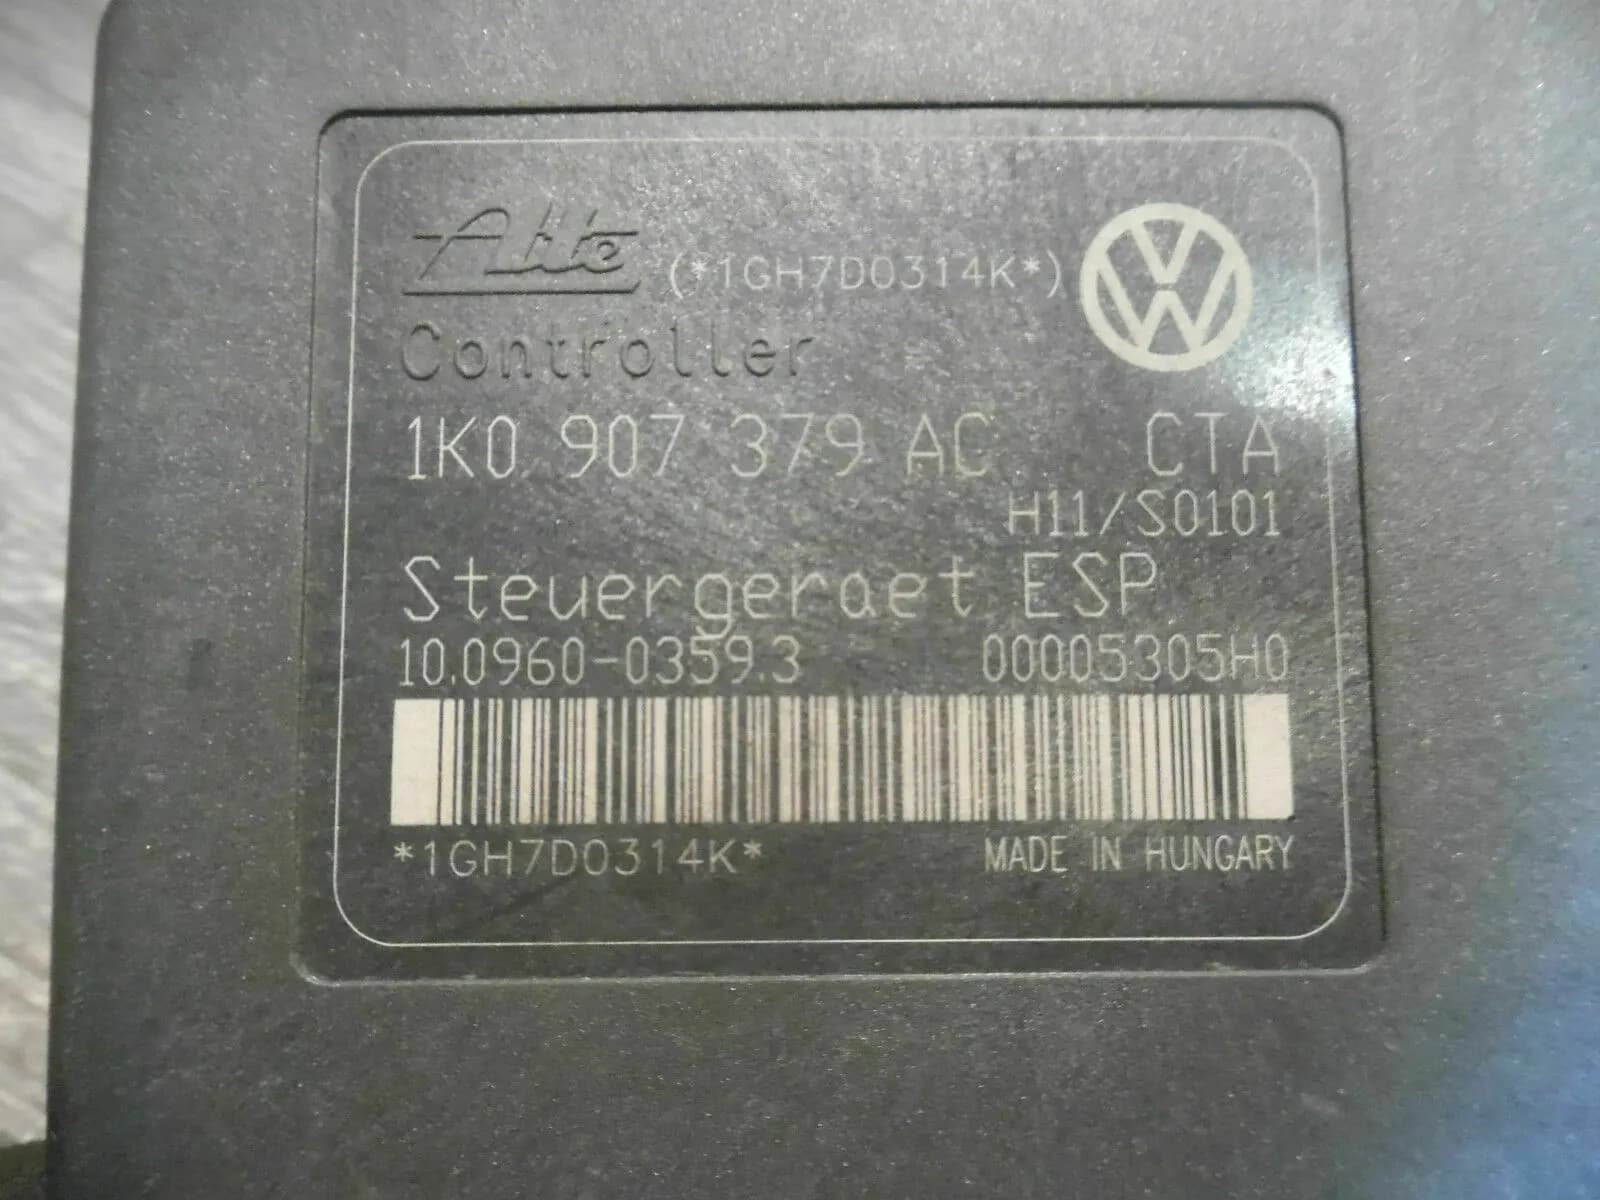 Ate (*1GH7D0314K*)
Controller
1K0 907 379 AC CTA
H11/S0101
Steuergeraet ESP
10.0960-0359.3 00005305H0
*1GH7D0314K* MADE IN HUNGARY